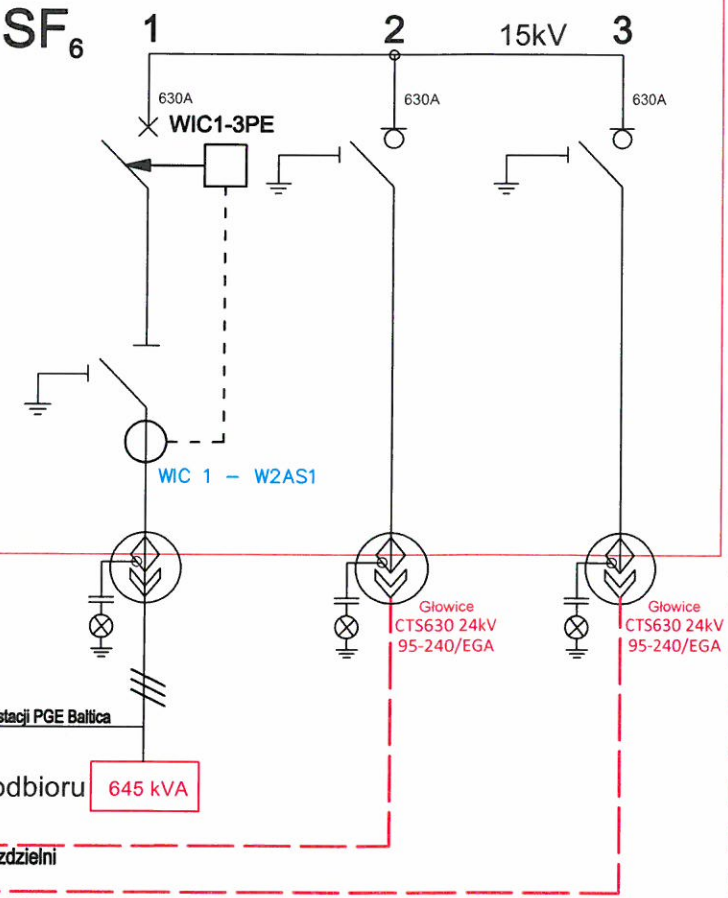 SF6 1 2 15kV 3
630A 630A 630A
WIC1-3PE
WIC 1 – W2AS1
Głowice
CTS630 24kV
95-240/EGA
Głowice
CTS630 24kV
95-240/EGA
stacji PGE Baltica
odbioru 645 kVA
zdzielni